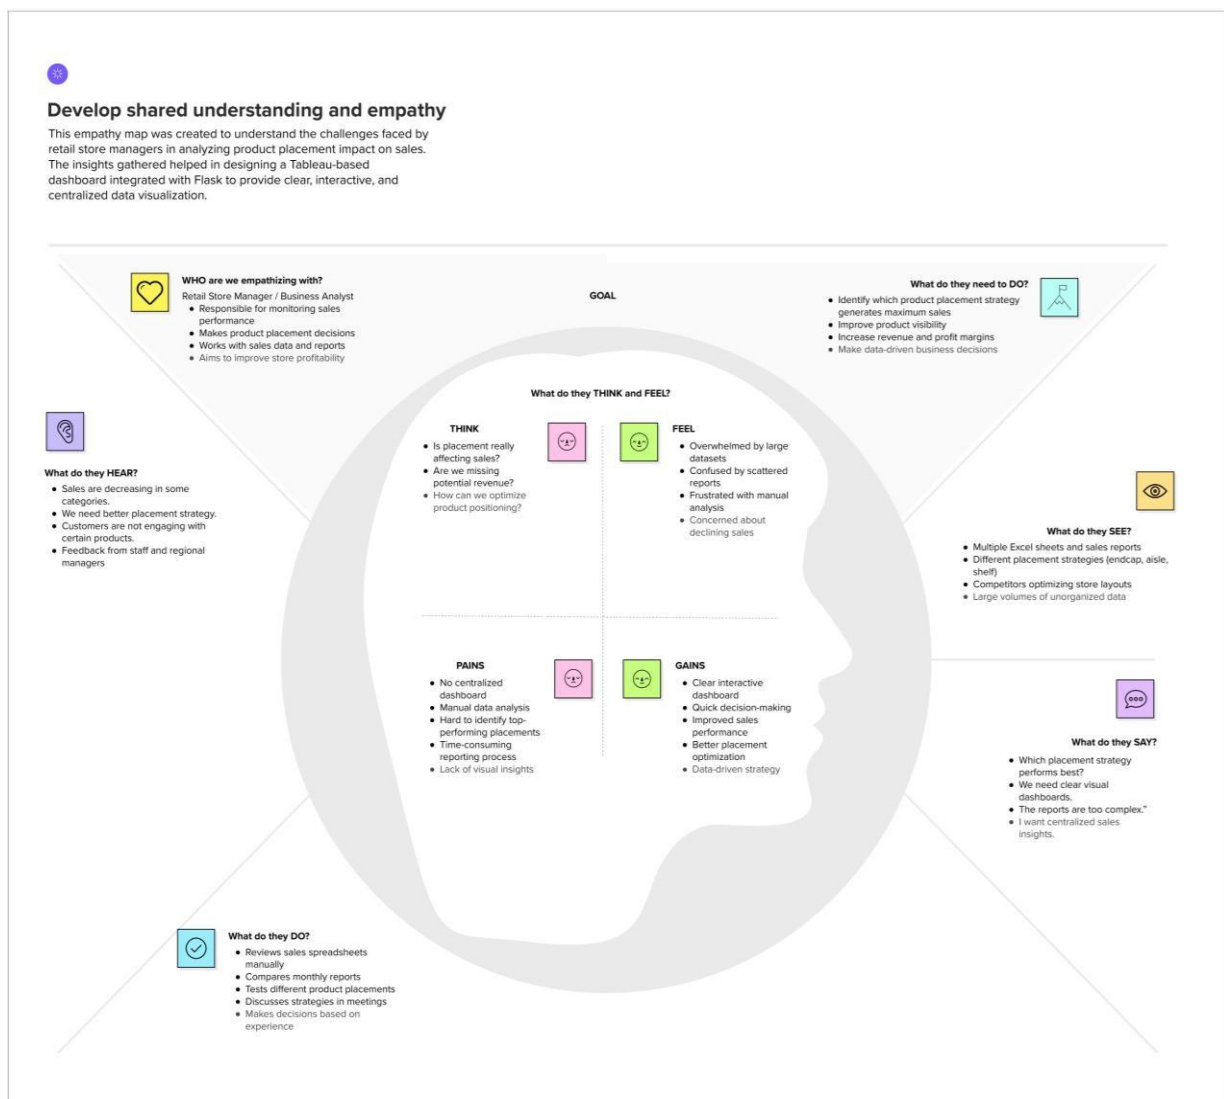 Develop shared understanding and empathy
This empathy map was created to understand the challenges faced by
retail store managers in analyzing product placement impact on sales.
The insights gathered helped in designing a Tableau-based
dashboard integrated with Flask to provide clear, interactive, and
centralized data visualization.
WHO are we empathizing with?
Retail Store Manager / Business Analyst
• Responsible for monitoring sales
performance
• Makes product placement decisions
• Works with sales data and reports
• Aims to improve store profitability
GOAL
What do they need to DO?
• Identify which product placement strategy
generates maximum sales
• Improve product visibility
• Increase revenue and profit margins
• Make data-driven business decisions
What do they HEAR?
• Sales are decreasing in some
categories.
• We need better placement strategy.
• Customers are not engaging with
certain products.
• Feedback from staff and regional
managers
What do they THINK and FEEL?
THINK
• Is placement really
affecting sales?
• Are we missing
potential revenue?
• How can we optimize
product positioning?
FEEL
• Overwhelmed by large
datasets
• Confused by scattered
reports
• Frustrated with manual
analysis
• Concerned about
declining sales
What do they SEE?
• Multiple Excel sheets and sales reports
• Different placement strategies (endcap, aisle,
shelf)
• Competitors optimizing store layouts
• Large volumes of unorganized data
PAINS
• No centralized
dashboard
• Manual data analysis
• Hard to identify top-
performing placements
• Time-consuming
reporting process
• Lack of visual insights
GAINS
• Clear interactive
dashboard
• Quick decision-making
• Improved sales
performance
• Better placement
optimization
• Data-driven strategy
What do they SAY?
• Which placement strategy
performs best?
• We need clear visual
dashboards.
• The reports are too complex.”
• I want centralized sales
insights.
What do they DO?
• Reviews sales spreadsheets
manually
• Compares monthly reports
• Tests different product placements
• Discusses strategies in meetings
• Makes decisions based on
experience